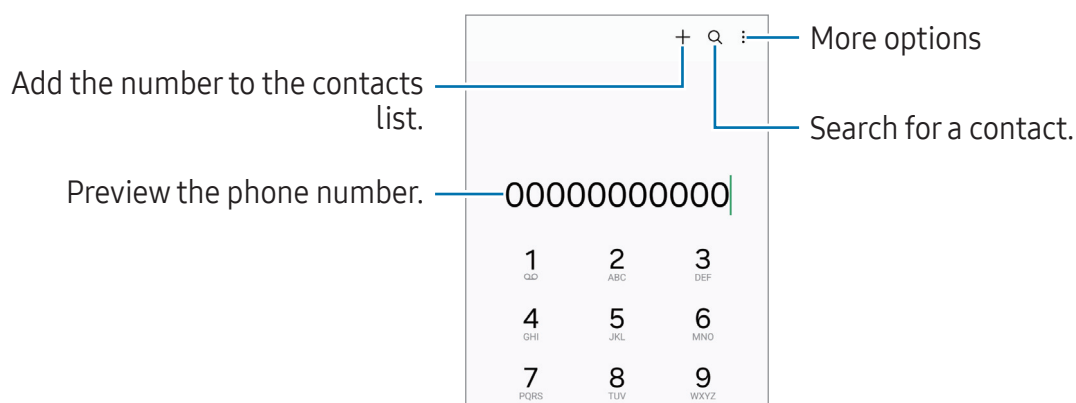 More options
Add the number to the contacts
list.
Search for a contact.
Preview the phone number.
00000000000
1 2 3
ABC DEF
4 5 6
GHI JKL MNO
7 8 9
PQRS TUV WXYZ